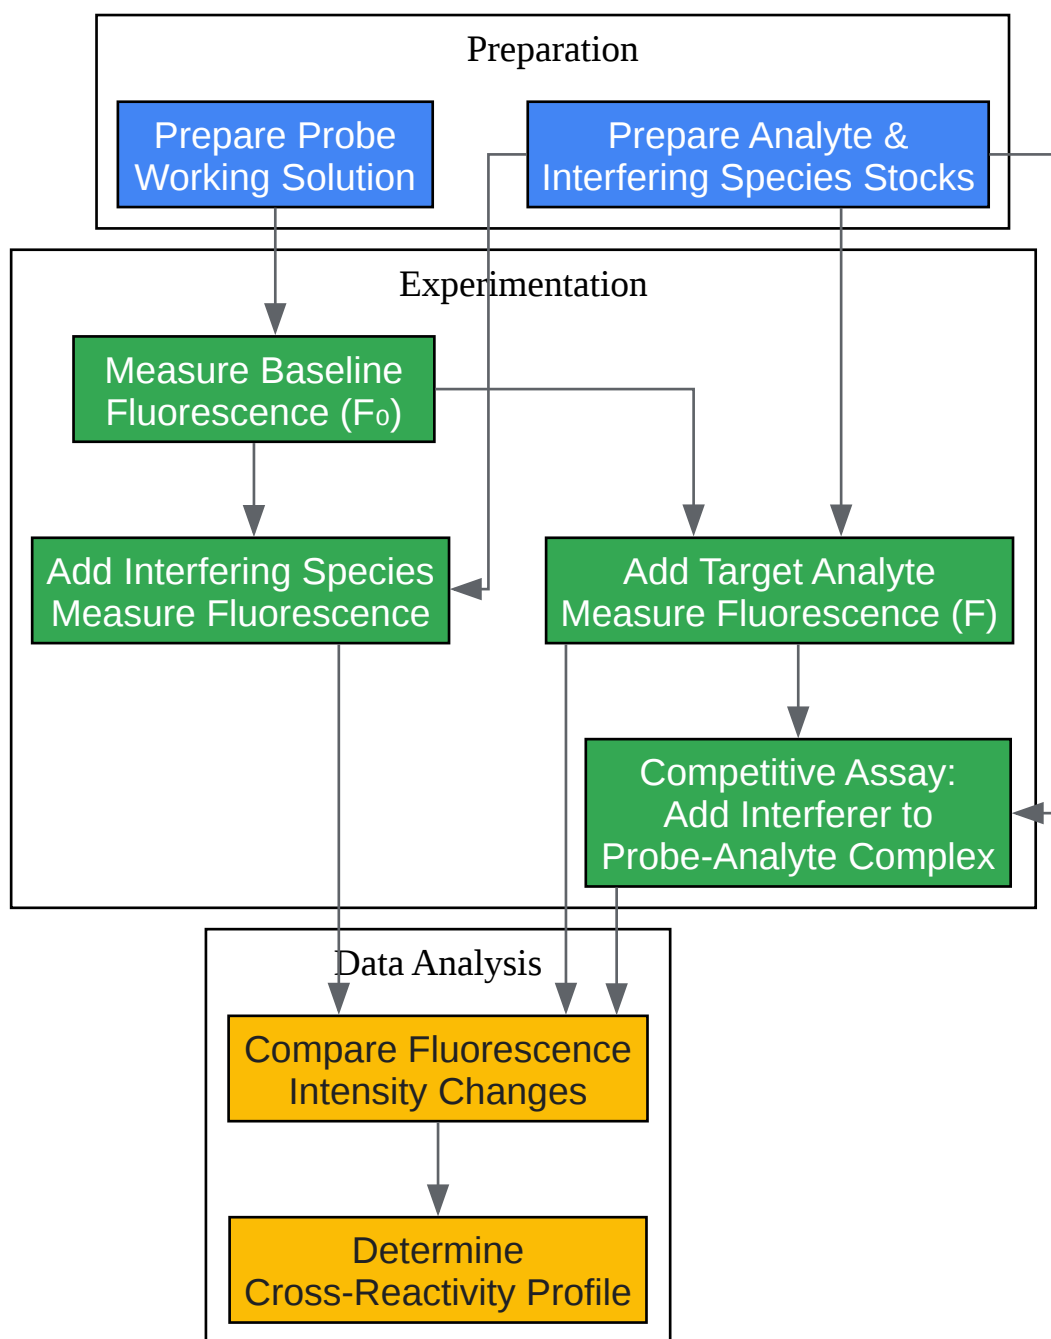 Preparation
Prepare Probe
Working Solution
Prepare Analyte &
Interfering Species Stocks
Experimentation
Measure Baseline
Fluorescence (F₀)
Add Interfering Species
Measure Fluorescence
Add Target Analyte
Measure Fluorescence (F)
Competitive Assay:
Add Interferer to
Probe-Analyte Complex
Data Analysis
Compare Fluorescence
Intensity Changes
Determine
Cross-Reactivity Profile